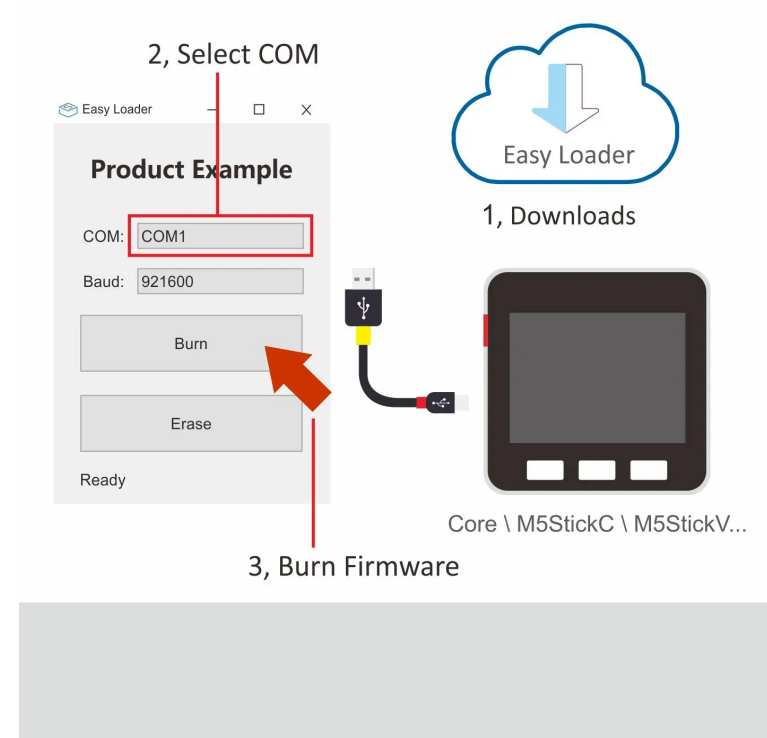 2, Select COM
Easy Loader
Product Example
COM: COM1
Baud: 921600
Burn
Erase
Ready
3, Burn Firmware
Easy Loader
1, Downloads
Core \ M5StickC \ M5StickV...